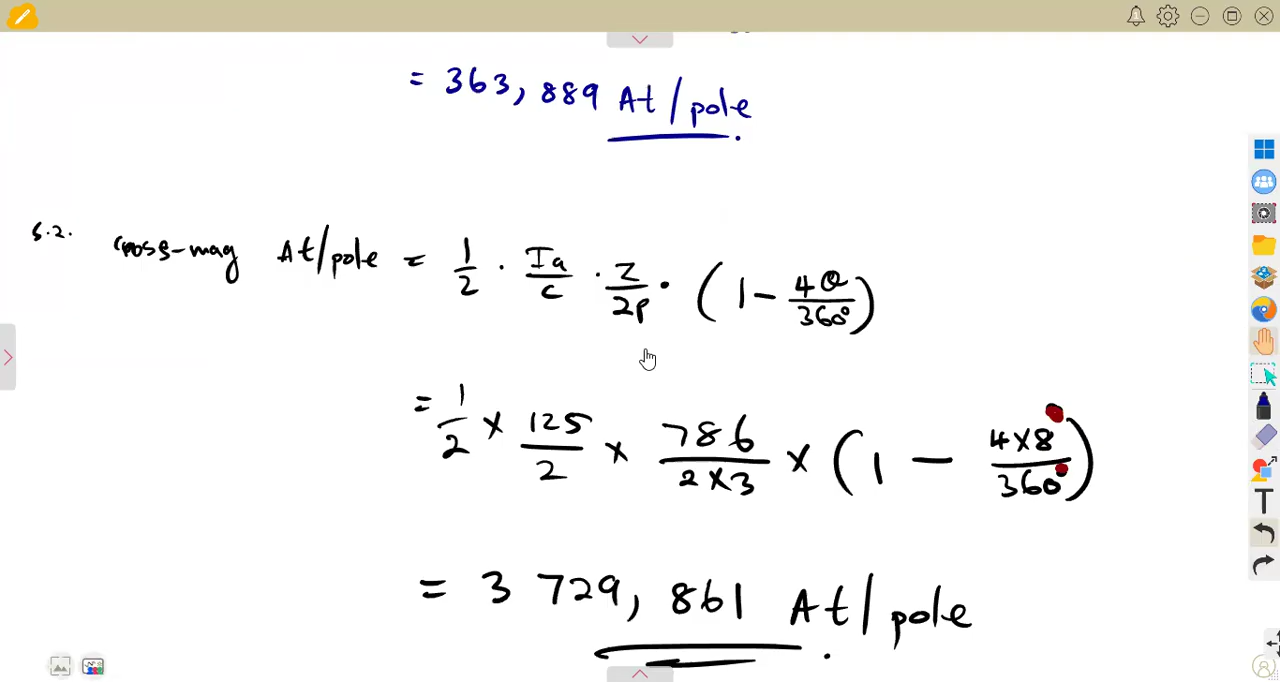 = 363,889 At/pole.
5.2. Cross-mag At/pole = 1/2 · Ia/c · Z/2p · (1 - 4θ/360°)
= 1/2 × 125/2 × 786/2×3 × (1 - 4×8°/360°)
= 3 729,861 At/pole.
T